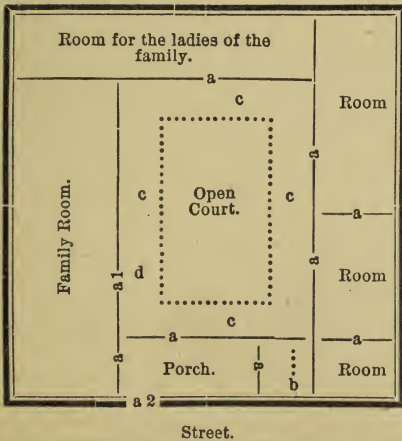 Room for the ladies of the
family.
a
c
Room
a
c
Open
Court.
c
a
Family Room.
a 1
d
a
Room
c
a
a
a
Porch.
a
b
Room
a 2
Street.